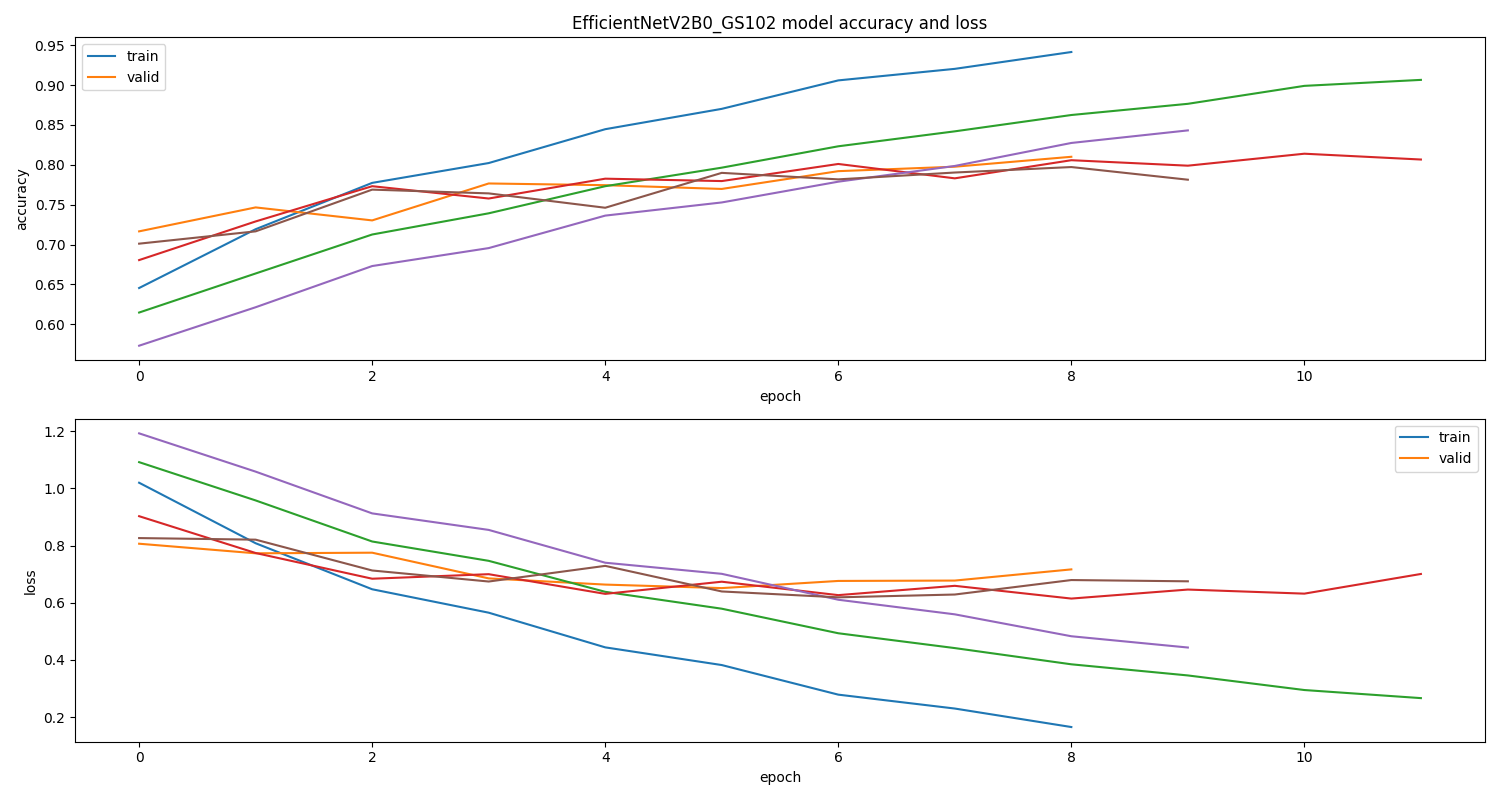 EfficientNetV2B0_GS102 model accuracy and loss
train
valid
accuracy
0.95
0.90
0.85
0.80
0.75
0.70
0.65
0.60
0 2 4 6 8 10
epoch
train
valid
loss
1.2
1.0
0.8
0.6
0.4
0.2
0 2 4 6 8 10
epoch